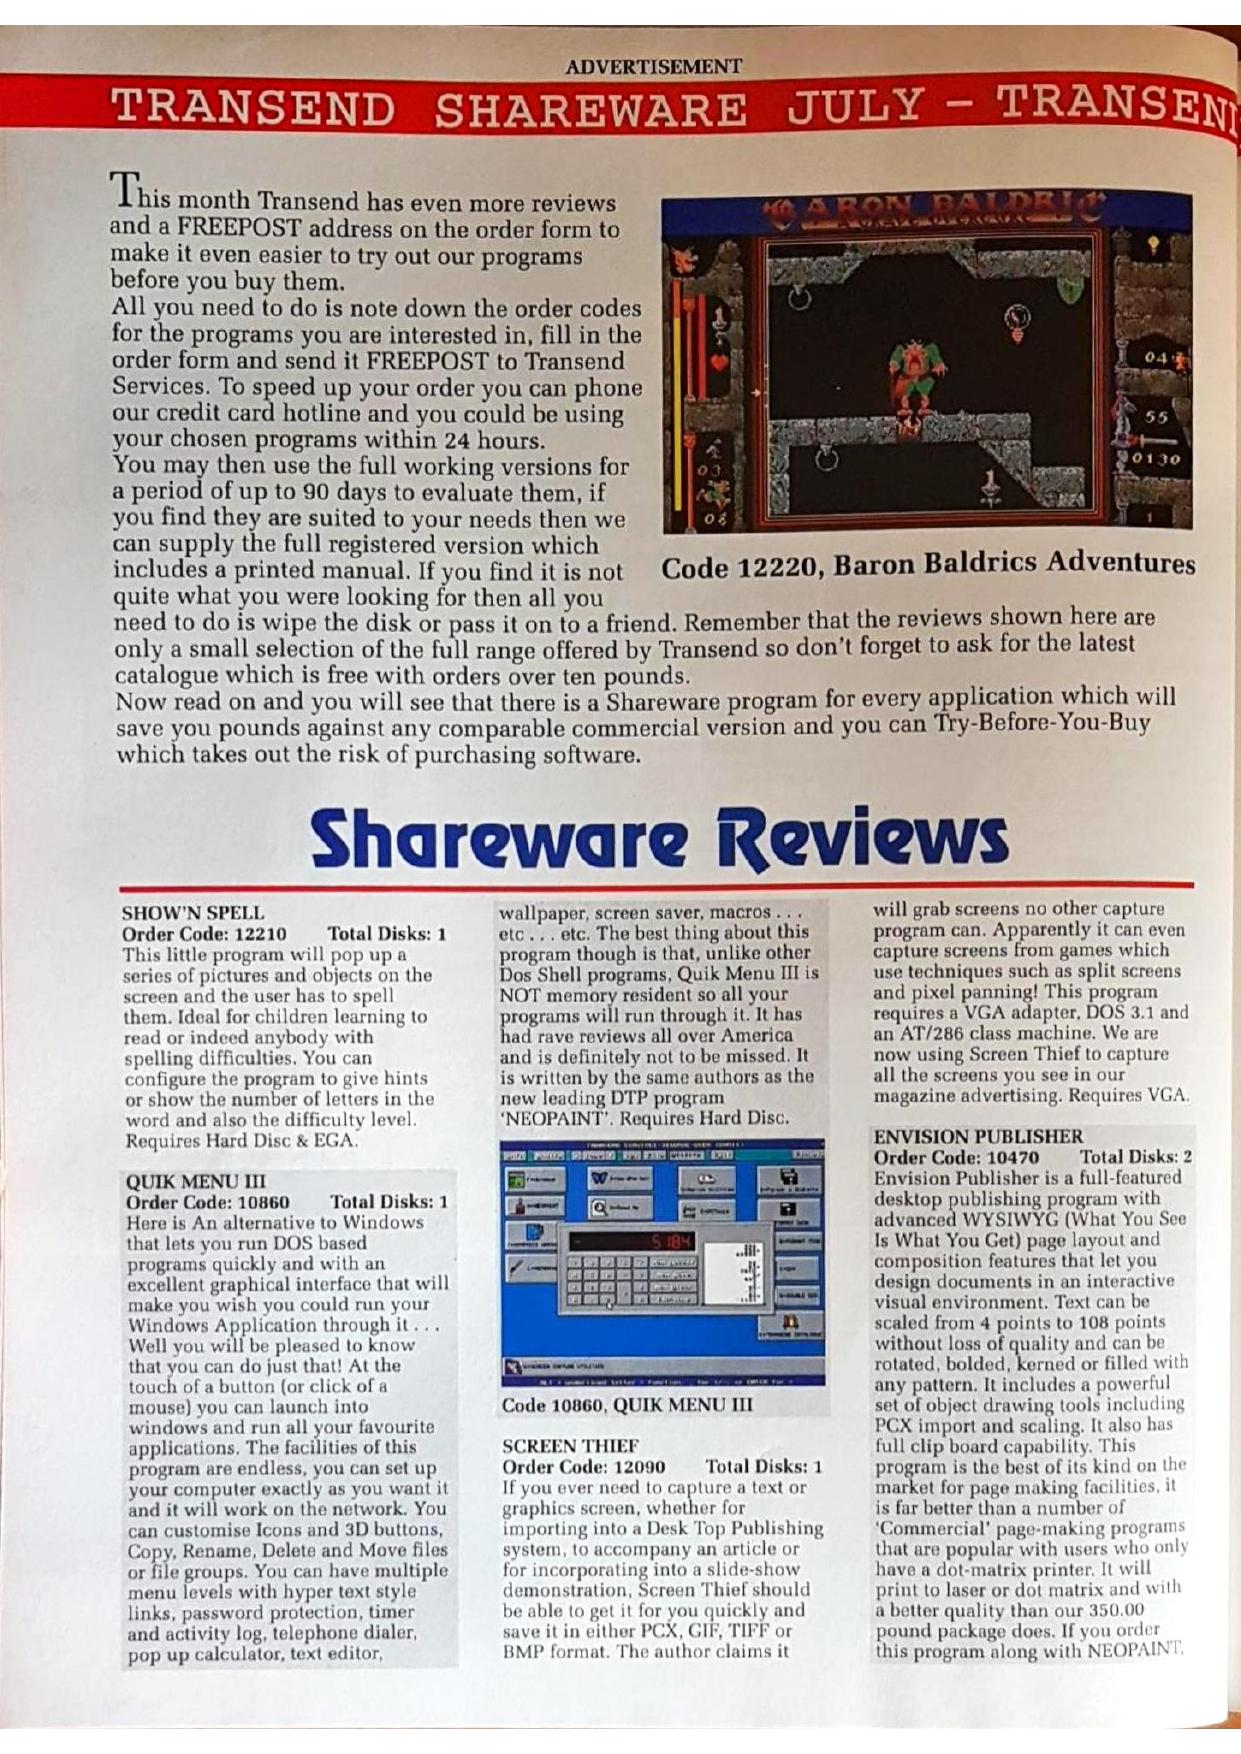 ADVERTISEMENT
TRANSEND SHAREWARE JULY – TRANSEND
This month Transend has even more reviews
and a FREEPOST address on the order form to
make it even easier to try out our programs
before you buy them.
All you need to do is note down the order codes
for the programs you are interested in, fill in the
order form and send it FREEPOST to Transend
Services. To speed up your order you can phone
our credit card hotline and you could be using
your chosen programs within 24 hours.
You may then use the full working versions for
a period of up to 90 days to evaluate them, if
you find they are suited to your needs then we
can supply the full registered version which
includes a printed manual. If you find it is not
quite what you were looking for then all you
need to do is wipe the disk or pass it on to a friend. Remember that the reviews shown here are
only a small selection of the full range offered by Transend so don't forget to ask for the latest
catalogue which is free with orders over ten pounds.
Now read on and you will see that there is a Shareware program for every application which will
save you pounds against any comparable commercial version and you can Try-Before-You-Buy
which takes out the risk of purchasing software.
BARON BALDRIC
04
55
0130
03
04
1
Code 12220, Baron Baldrics Adventures
Shareware Reviews
SHOW'N SPELL
Order Code: 12210 Total Disks: 1
This little program will pop up a
series of pictures and objects on the
screen and the user has to spell
them. Ideal for children learning to
read or indeed anybody with
spelling difficulties. You can
configure the program to give hints
or show the number of letters in the
word and also the difficulty level.
Requires Hard Disc & EGA.
QUIK MENU III
Order Code: 10860 Total Disks: 1
Here is An alternative to Windows
that lets you run DOS based
programs quickly and with an
excellent graphical interface that will
make you wish you could run your
Windows Application through it . . .
Well you will be pleased to know
that you can do just that! At the
touch of a button (or click of a
mouse) you can launch into
windows and run all your favourite
applications. The facilities of this
program are endless, you can set up
your computer exactly as you want it
and it will work on the network. You
can customise Icons and 3D buttons,
Copy, Rename, Delete and Move files
or file groups. You can have multiple
menu levels with hyper text style
links, password protection, timer
and activity log, telephone dialer,
pop up calculator, text editor,
wallpaper, screen saver, macros . . .
etc . . . etc. The best thing about this
program though is that, unlike other
Dos Shell programs, Quik Menu III is
NOT memory resident so all your
programs will run through it. It has
had rave reviews all over America
and is definitely not to be missed. It
is written by the same authors as the
new leading DTP program
'NEOPAINT'. Requires Hard Disc.
5184
Code 10860, QUIK MENU III
SCREEN THIEF
Order Code: 12090 Total Disks: 1
If you ever need to capture a text or
graphics screen, whether for
importing into a Desk Top Publishing
system, to accompany an article or
for incorporating into a slide-show
demonstration, Screen Thief should
be able to get it for you quickly and
save it in either PCX, GIF, TIFF or
BMP format. The author claims it
will grab screens no other capture
program can. Apparently it can even
capture screens from games which
use techniques such as split screens
and pixel panning! This program
requires a VGA adapter, DOS 3.1 and
an AT/286 class machine. We are
now using Screen Thief to capture
all the screens you see in our
magazine advertising. Requires VGA.
ENVISION PUBLISHER
Order Code: 10470 Total Disks: 2
Envision Publisher is a full-featured
desktop publishing program with
advanced WYSIWYG (What You See
Is What You Get) page layout and
composition features that let you
design documents in an interactive
visual environment. Text can be
scaled from 4 points to 108 points
without loss of quality and can be
rotated, bolded, kerned or filled with
any pattern. It includes a powerful
set of object drawing tools including
PCX import and scaling. It also has
full clip board capability. This
program is the best of its kind on the
market for page making facilities, it
is far better than a number of
'Commercial' page-making programs
that are popular with users who only
have a dot-matrix printer. It will
print to laser or dot matrix and with
a better quality than our 350.00
pound package does. If you order
this program along with NEOPAINT,